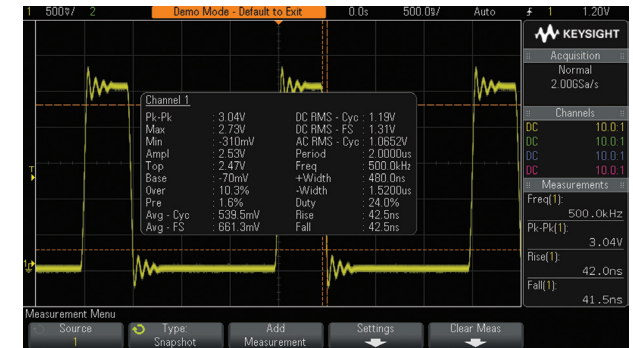 1 500▽/ 2 Demo Mode - Default to Exit 0.0s 500.0▽/ Auto ƒ 1 1.20V
KEYSIGHT
Acquisition
Normal
2.00GSa/s
Channels
DC 10.0:1
DC 10.0:1
DC 10.0:1
DC 10.0:1
Measurements
Freq(1):
500.0kHz
Pk-Pk(1):
3.04V
Rise(1):
42.0ns
Fall(1):
41.5ns
Channel 1
Pk-Pk : 3.04V DC RMS - Cyc : 1.19V
Max : 2.73V DC RMS - FS : 1.31V
Min : -310mV AC RMS - Cyc : 1.0652V
Ampl : 2.53V Period : 2.0000us
Top : 2.47V Freq : 500.0kHz
Base : -70mV +Width : 480.0ns
Over : 10.3% -Width : 1.5200us
Pre : 1.6% Duty : 24.0%
Avg - Cyc : 539.5mV Rise : 42.5ns
Avg - FS : 661.3mV Fall : 42.5ns
T
1
Measurement Menu
Source Type: Add Settings Clear Meas
1 Snapshot Measurement